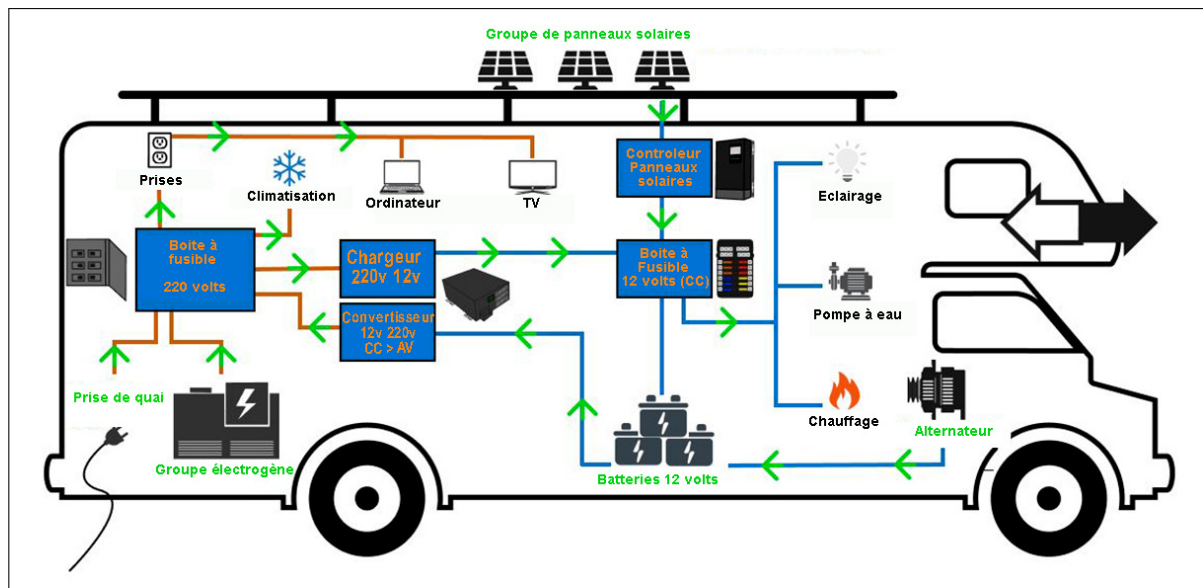 Groupe de panneaux solaires
Prises
Climatisation
Ordinateur
TV
Controleur
Panneaux
solaires
Eclairage
Boite à
fusible
220 volts
Chargeur
220v 12v
Boite à
Fusible
12 volts (CC)
Convertisseur
12v 220v
CC > AV
Pompe à eau
Prise de quai
Groupe électrogène
Batteries 12 volts
Chauffage
Alternateur